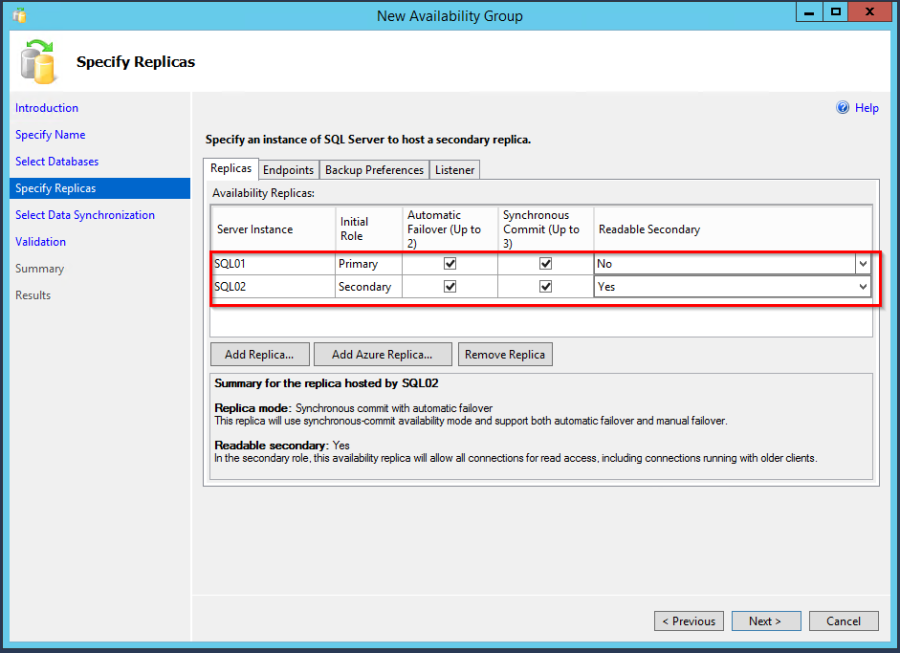 New Availability Group
Specify Replicas
Introduction
Specify Name
Select Databases
Specify Replicas
Select Data Synchronization
Validation
Summary
Results
Help
Specify an instance of SQL Server to host a secondary replica.
Replicas Endpoints Backup Preferences Listener
Availability Replicas:
Server Instance Initial Role Automatic Failover (Up to 2) Synchronous Commit (Up to 3) Readable Secondary
SQL01 Primary No
SQL02 Secondary Yes
Add Replica... Add Azure Replica... Remove Replica
Summary for the replica hosted by SQL02
Replica mode: Synchronous commit with automatic failover
This replica will use synchronous-commit availability mode and support both automatic failover and manual failover.
Readable secondary: Yes
In the secondary role, this availability replica will allow all connections for read access, including connections running with older clients.
< Previous Next > Cancel